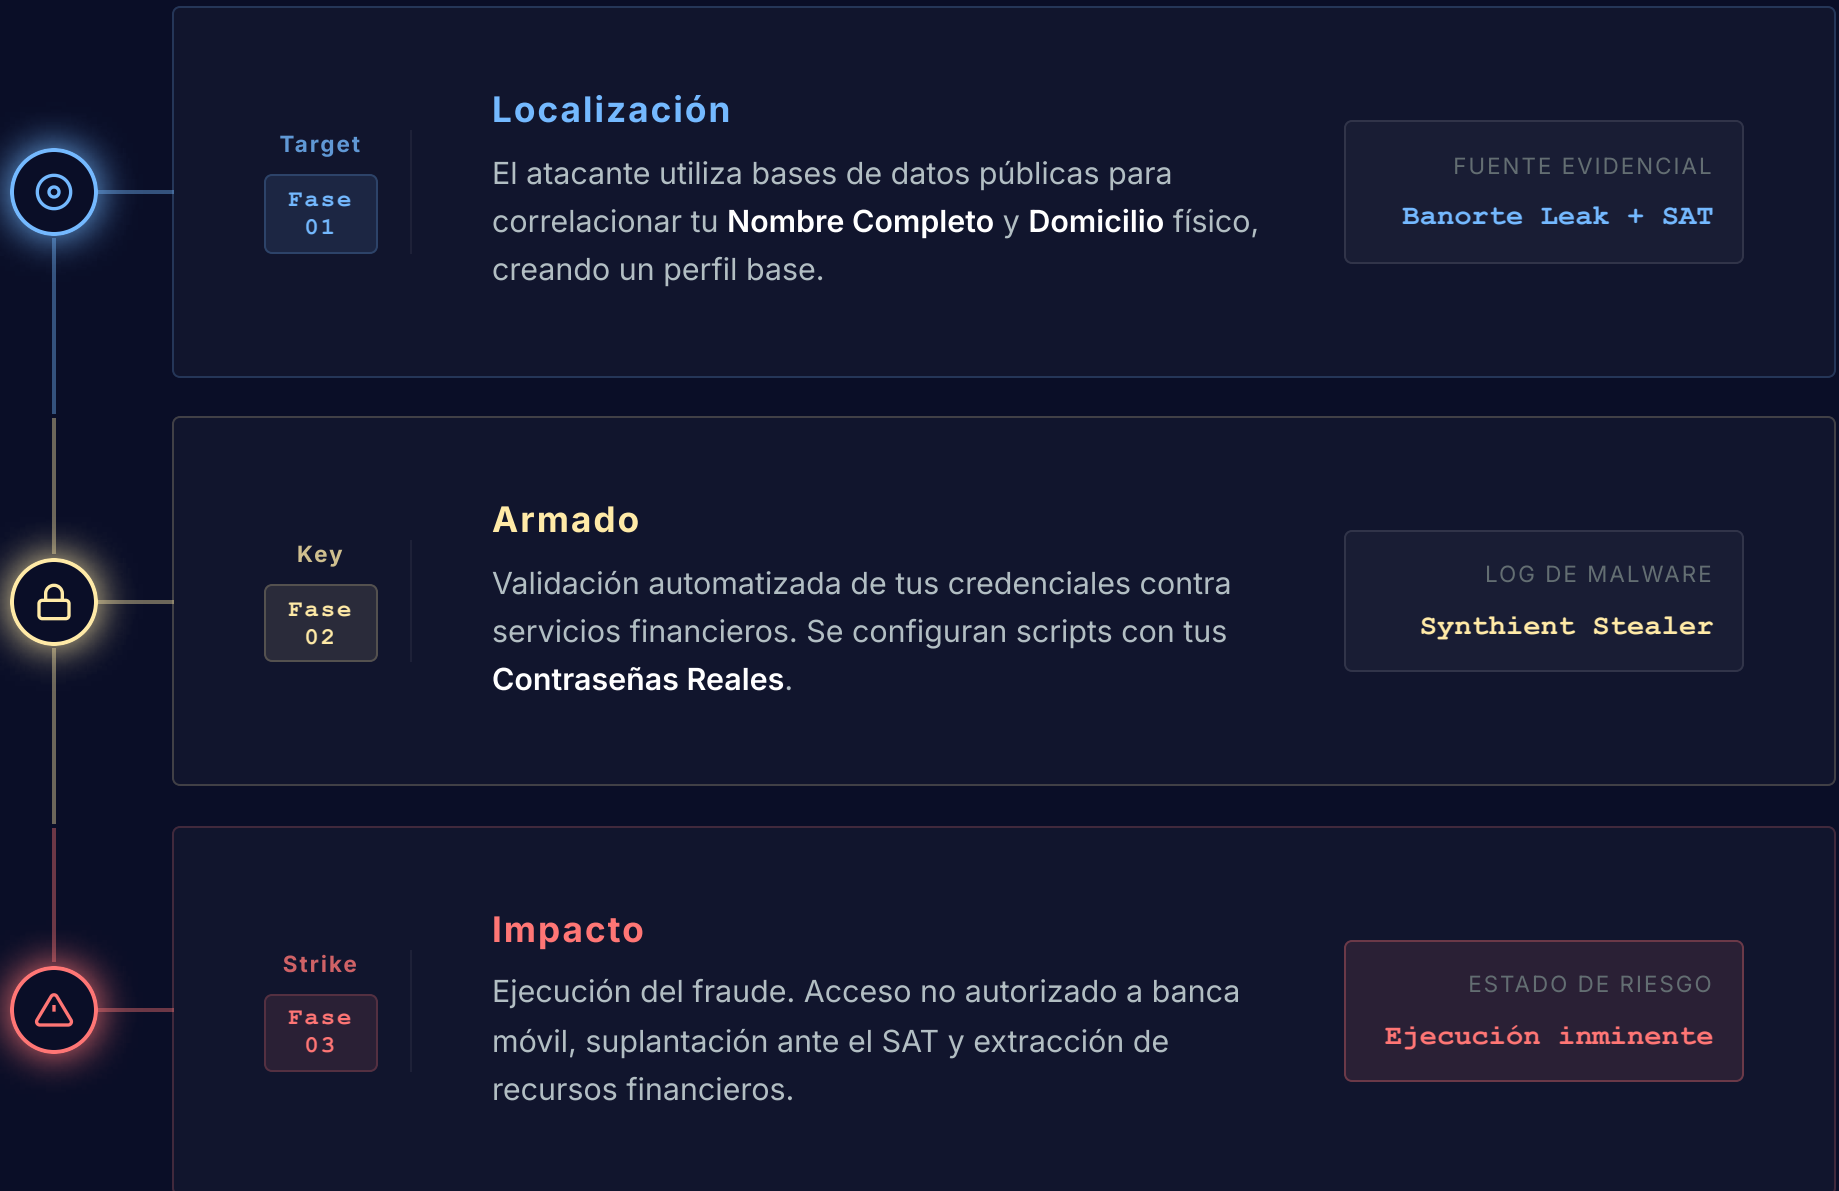 Target
Fase
01
Localización
El atacante utiliza bases de datos públicas para
correlacionar tu Nombre Completo y Domicilio físico,
creando un perfil base.
FUENTE EVIDENCIAL
Banorte Leak + SAT
Key
Fase
02
Armado
Validación automatizada de tus credenciales contra
servicios financieros. Se configuran scripts con tus
Contraseñas Reales.
LOG DE MALWARE
Synthient Stealer
Strike
Fase
03
Impacto
Ejecución del fraude. Acceso no autorizado a banca
móvil, suplantación ante el SAT y extracción de
recursos financieros.
ESTADO DE RIESGO
Ejecución inminente